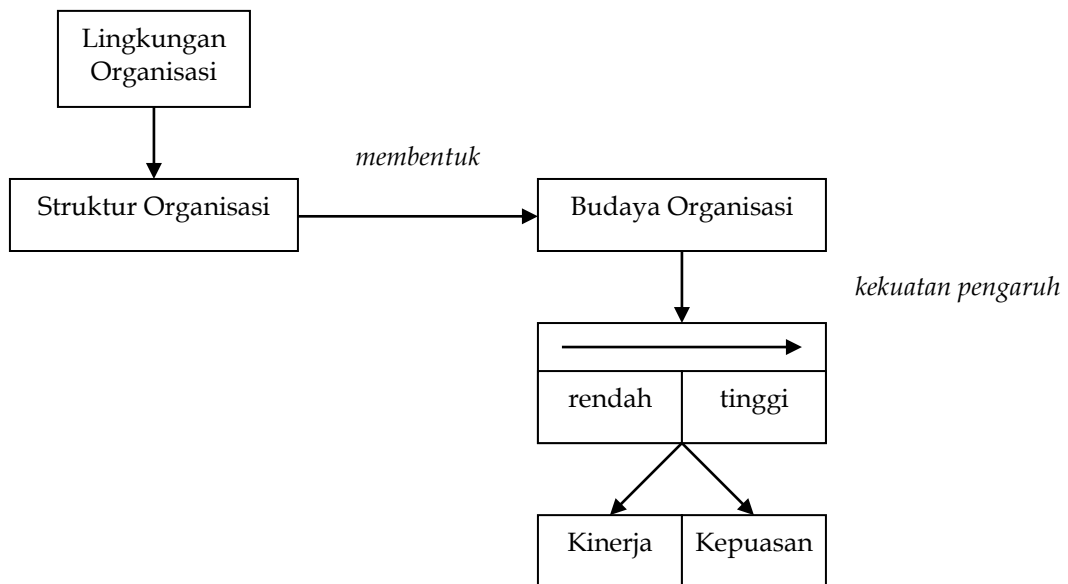 Lingkungan
Organisasi
membentuk
Struktur Organisasi
Budaya Organisasi
kekuatan pengaruh
rendah
tinggi
Kinerja
Kepuasan